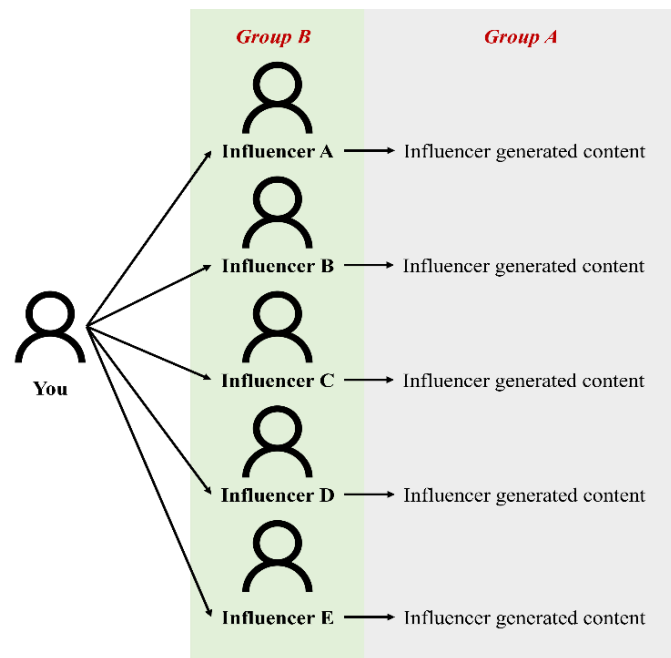 Group B
Group A
Influencer A
Influencer generated content
Influencer B
Influencer generated content
You
Influencer C
Influencer generated content
Influencer D
Influencer generated content
Influencer E
Influencer generated content